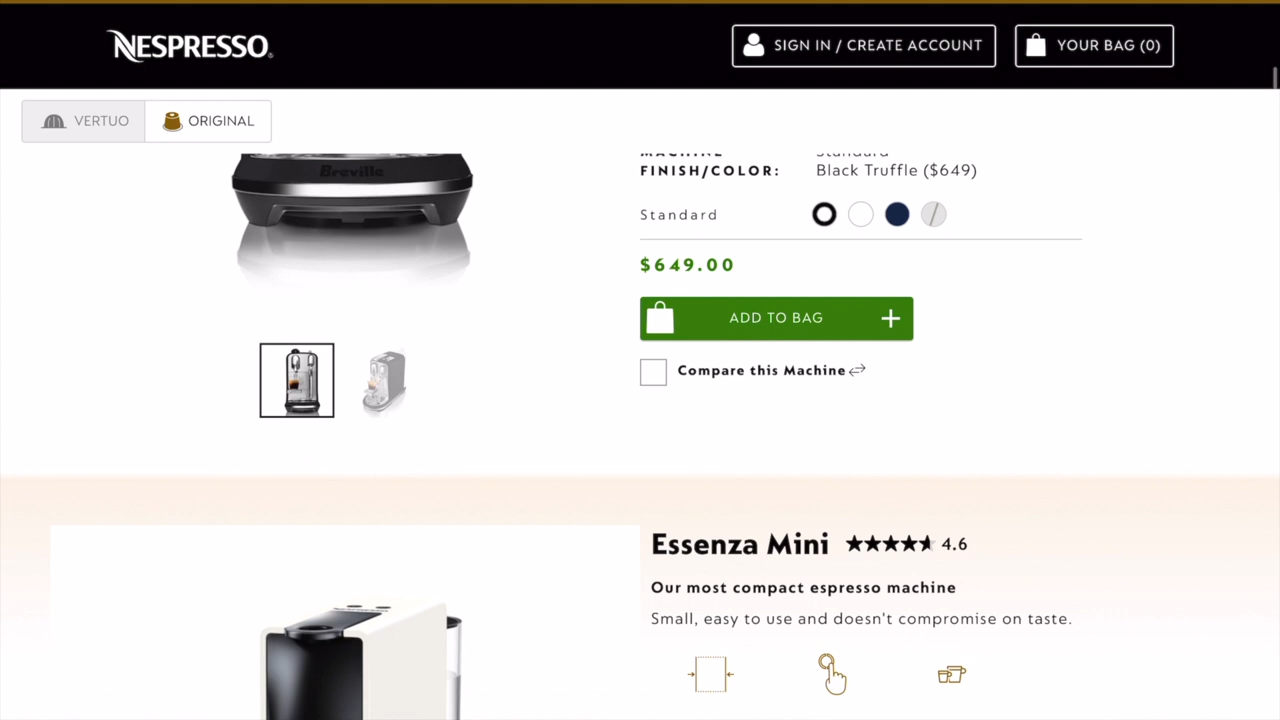 NESPRESSO
SIGN IN / CREATE ACCOUNT
YOUR BAG (0)
VERTUO
ORIGINAL
Breville
MACHINE
Standard
FINISH/COLOR:
Black Truffle ($649)
Standard
$649.00
ADD TO BAG
Compare this Machine
Essenza Mini
4.6
Our most compact espresso machine
Small, easy to use and doesn't compromise on taste.